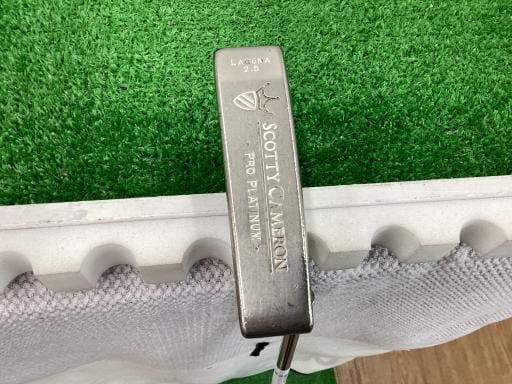 LAGUNA
2.5
SCOTTY CAMERON
PRO PLATINUM